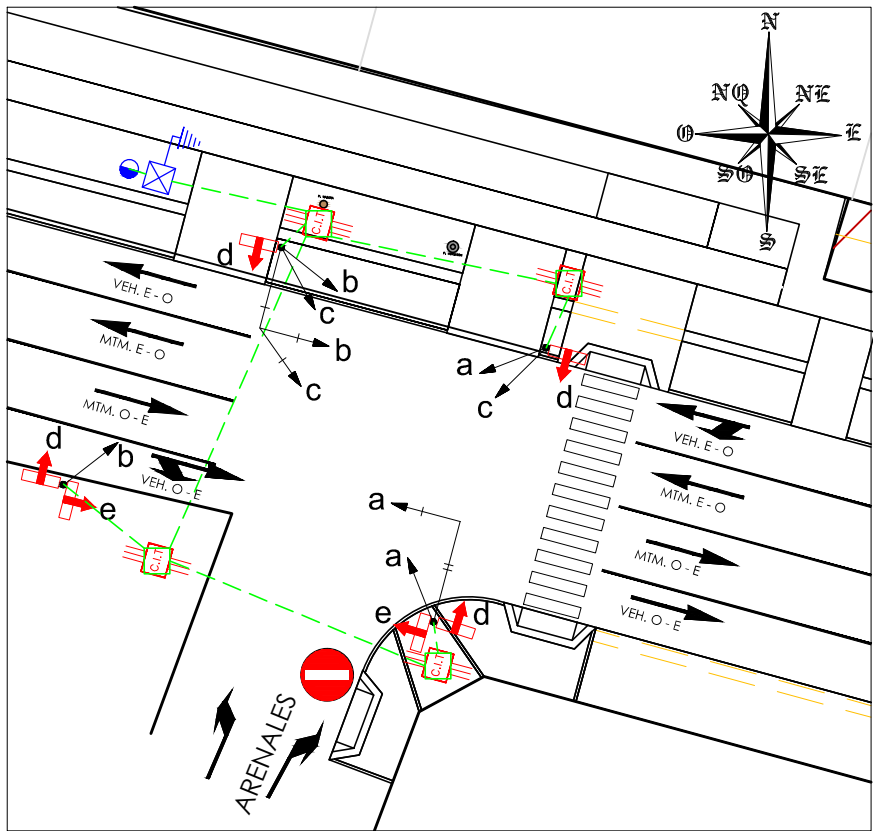 N
NO
NE
O
E
SO
SE
S
C.I.T
d
b
c
C.I.T
VEH. E - O
b
a
MTM. E - O
c
c
d
MTM. O - E
VEH. E - O
d
b
VEH. O - E
MTM. E - O
a
e
MTM. O - E
C.I.T
a
VEH. O - E
e
d
C.I.T
ARENALES